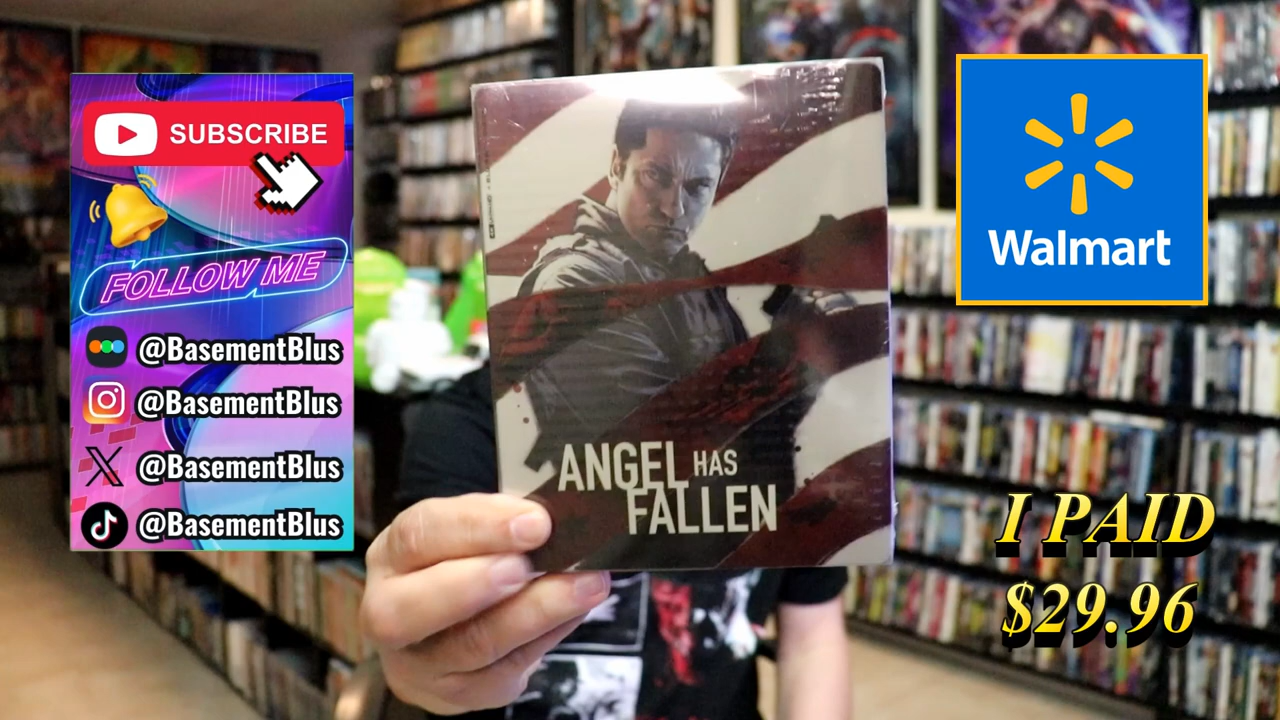 SUBSCRIBE
FOLLOW ME
@BasementBlus
@BasementBlus
@BasementBlus
@BasementBlus
ANGEL HAS
FALLEN
Walmart
I PAID
$29.96